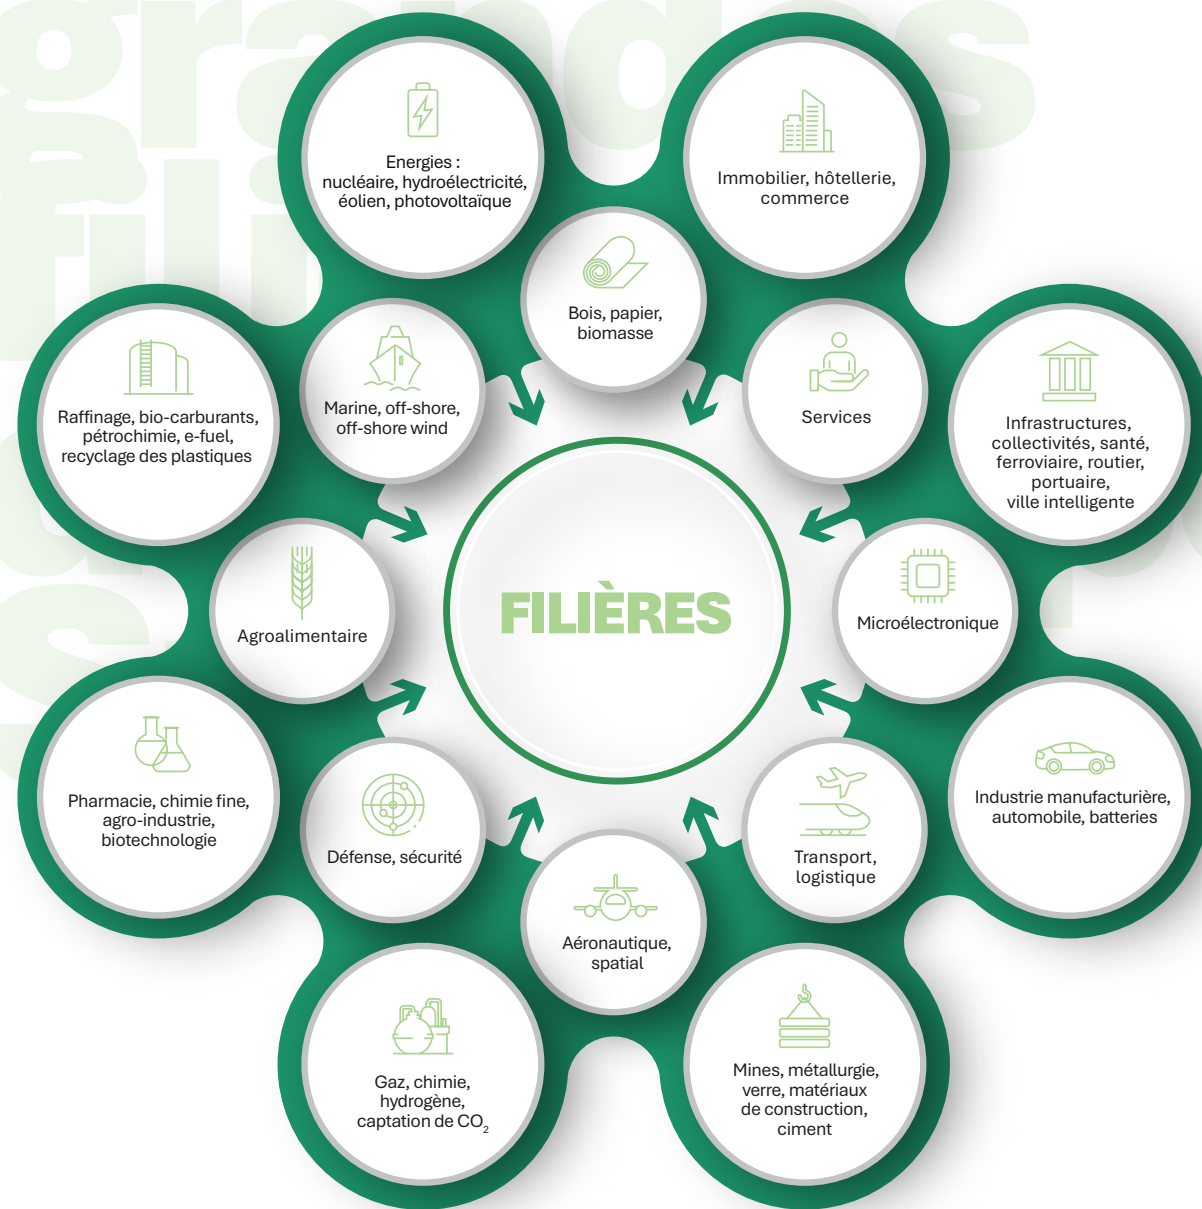 grandes
filières
Energies :
nucléaire, hydroélectricité,
éolien, photovoltaïque
Immobilier, hôtellerie,
commerce
Bois, papier,
biomasse
Marine, off-shore,
off-shore wind
Services
Raffinage, bio-carburants,
pétrochimie, e-fuel,
recyclage des plastiques
Infrastructures,
collectivités, santé,
ferroviaire, routier,
portuaire,
ville intelligente
Agroalimentaire
FILIÈRES
Microélectronique
Pharmacie, chimie fine,
agro-industrie,
biotechnologie
Industrie manufacturière,
automobile, batteries
Défense, sécurité
Transport,
logistique
Aéronautique,
spatial
Gaz, chimie,
hydrogène,
captation de CO₂
Mines, métallurgie,
verre, matériaux
de construction,
ciment